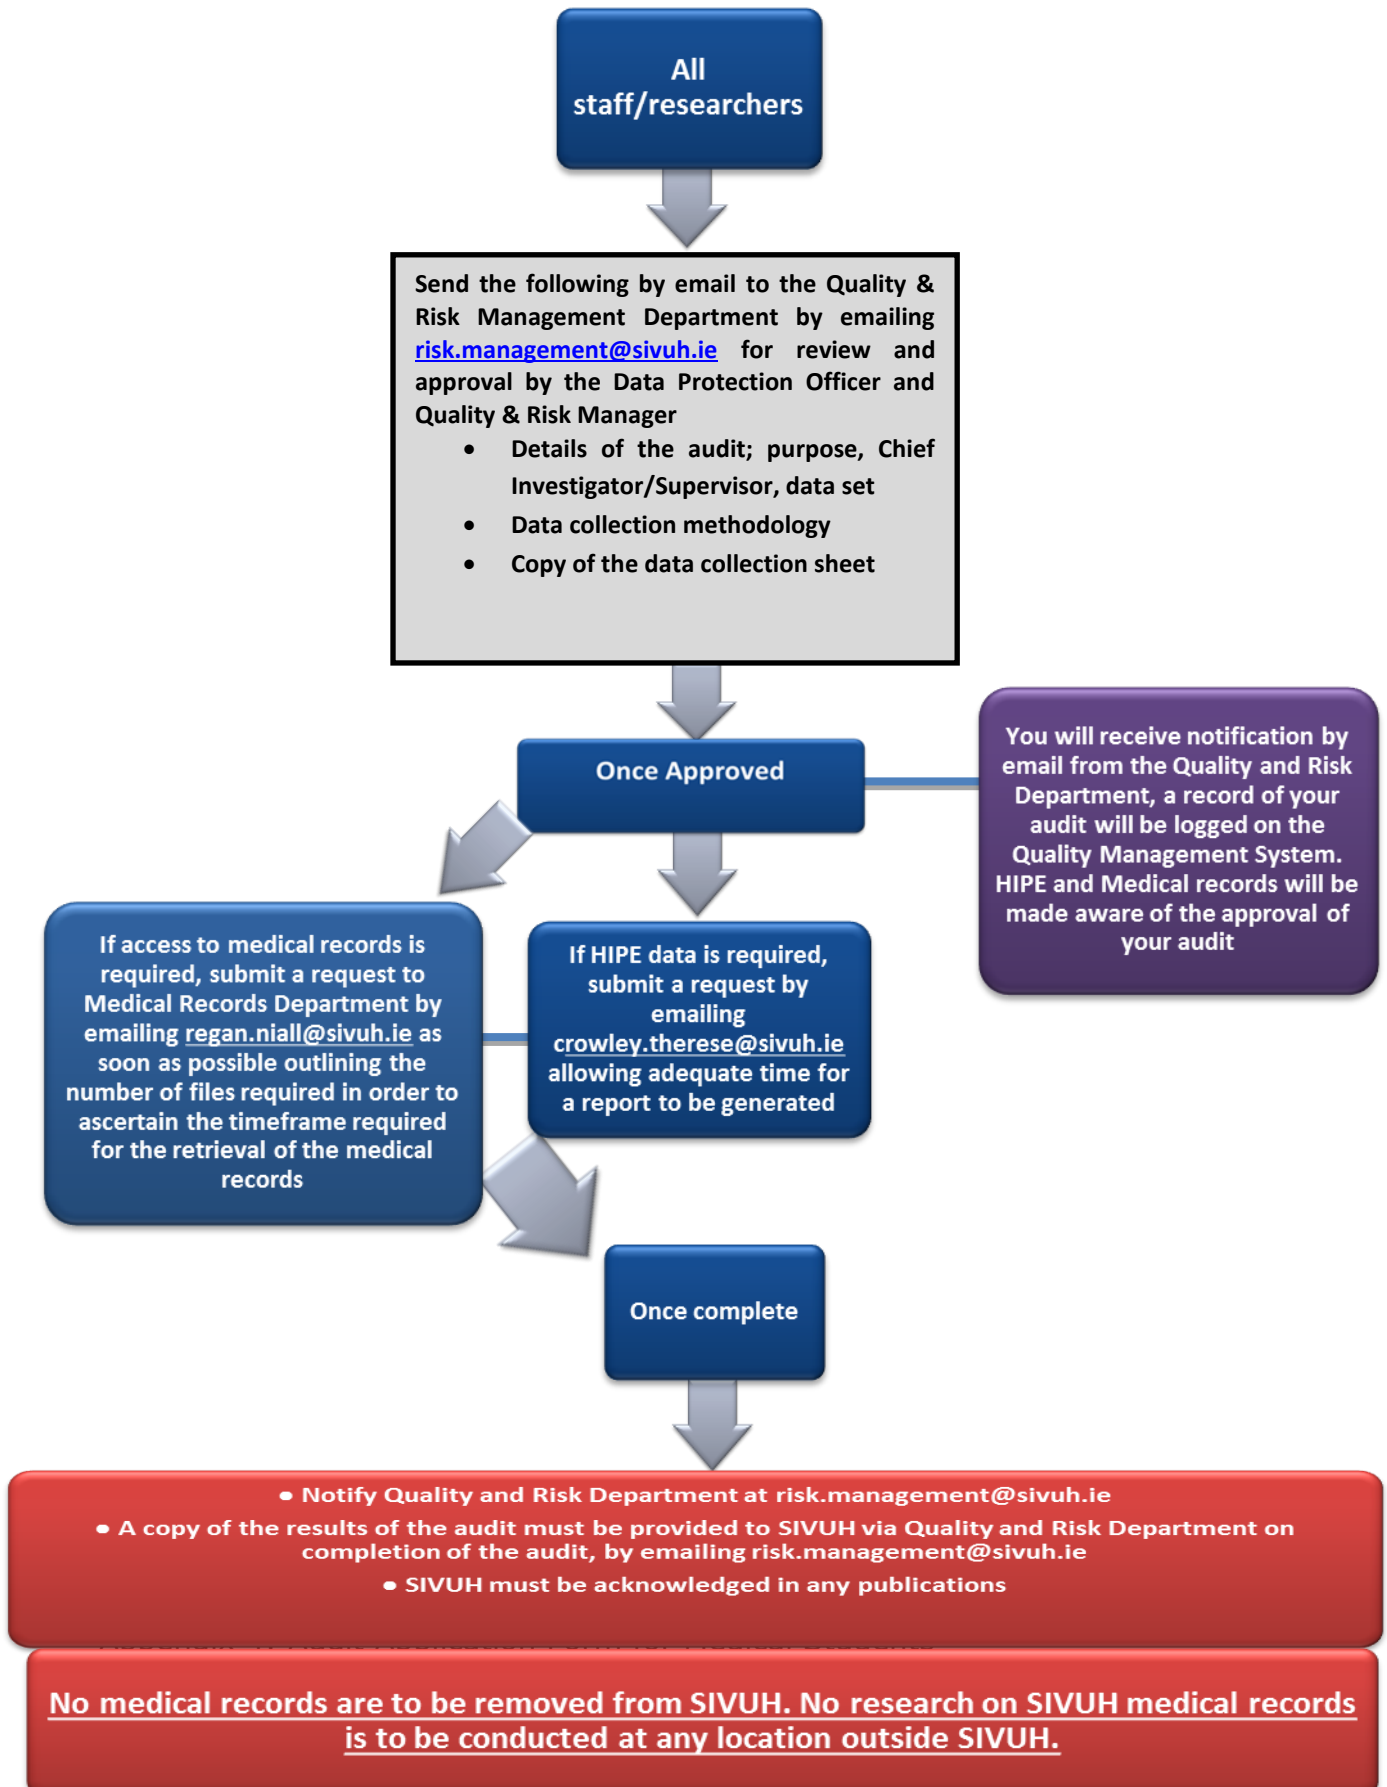 All
staff/researchers
Send the following by email to the Quality &
Risk Management Department by emailing
risk.management@sivuh.ie for review and
approval by the Data Protection Officer and
Quality & Risk Manager
• Details of the audit; purpose, Chief
Investigator/Supervisor, data set
• Data collection methodology
• Copy of the data collection sheet
Once Approved
You will receive notification by
email from the Quality and Risk
Department, a record of your
audit will be logged on the
Quality Management System.
HIPE and Medical records will be
made aware of the approval of
your audit
If access to medical records is
required, submit a request to
Medical Records Department by
emailing regan.niall@sivuh.ie as
soon as possible outlining the
number of files required in order to
ascertain the timeframe required
for the retrieval of the medical
records
If HIPE data is required,
submit a request by
emailing
crowley.therese@sivuh.ie
allowing adequate time for
a report to be generated
Once complete
• Notify Quality and Risk Department at risk.management@sivuh.ie
• A copy of the results of the audit must be provided to SIVUH via Quality and Risk Department on
completion of the audit, by emailing risk.management@sivuh.ie
• SIVUH must be acknowledged in any publications
No medical records are to be removed from SIVUH. No research on SIVUH medical records
is to be conducted at any location outside SIVUH.